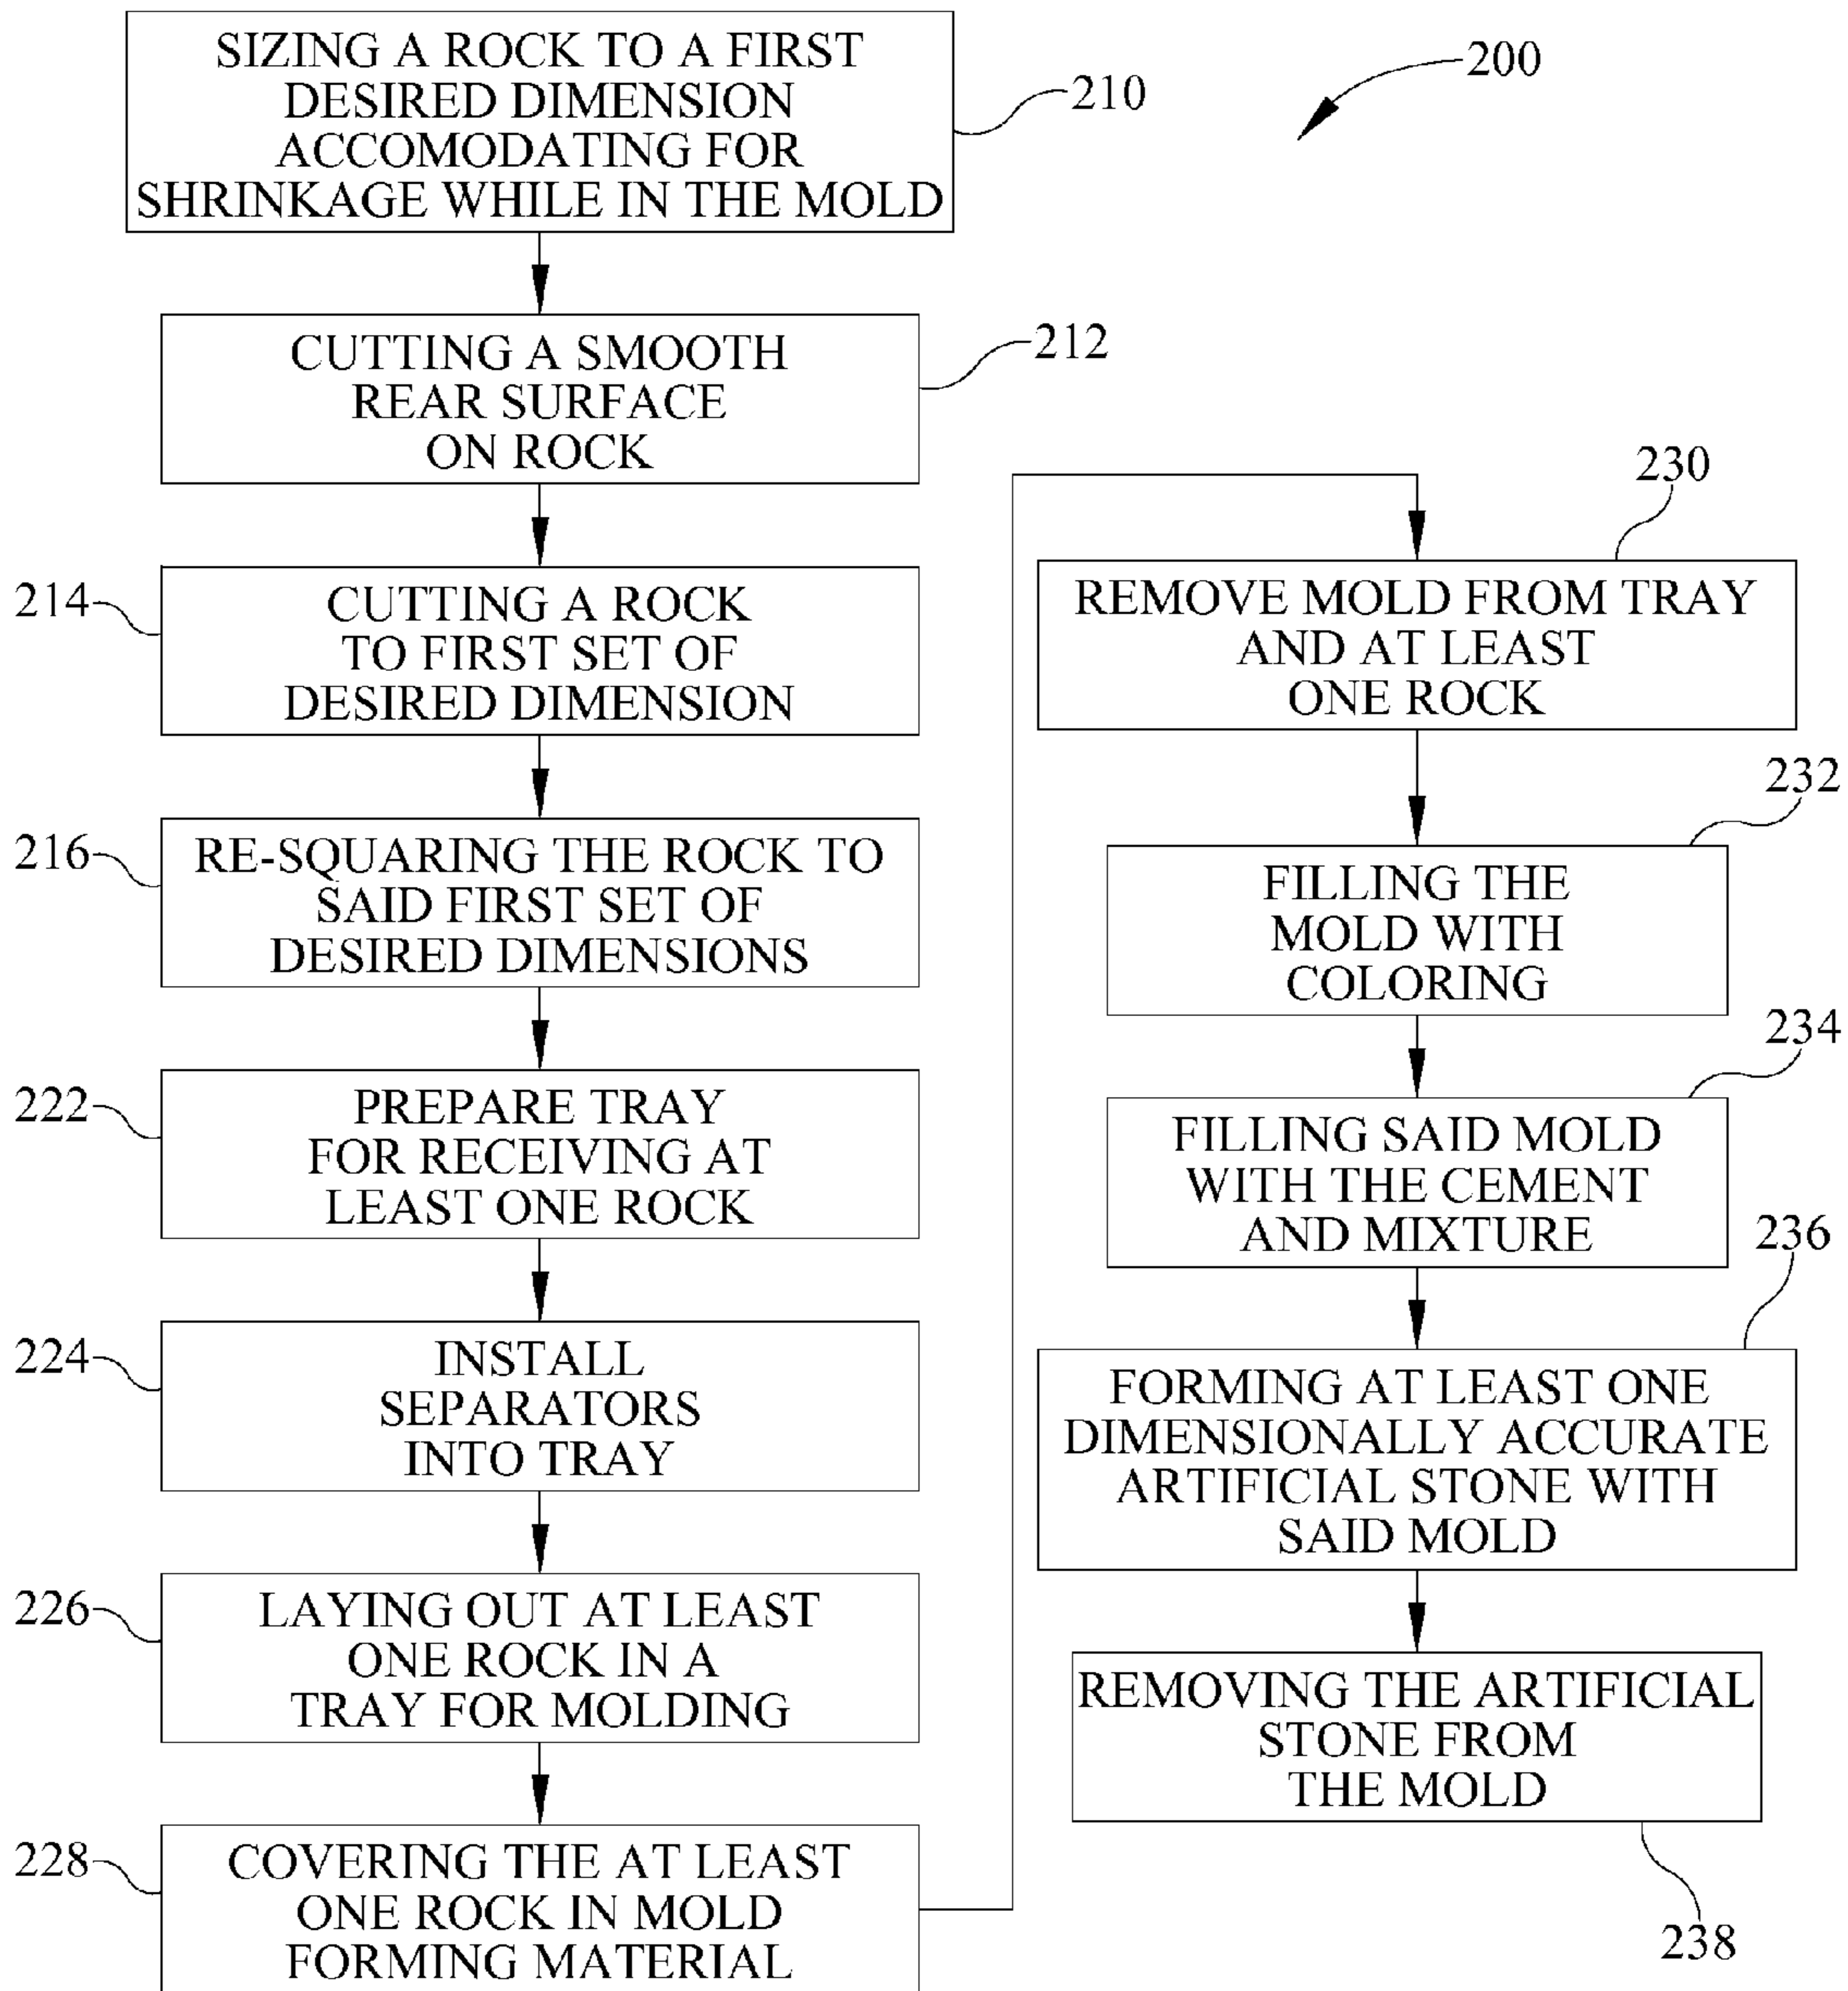 SIZING A ROCK TO A FIRST
DESIRED DIMENSION
ACCOMODATING FOR
SHRINKAGE WHILE IN THE MOLD
210
200
CUTTING A SMOOTH
REAR SURFACE
ON ROCK
212
214
CUTTING A ROCK
TO FIRST SET OF
DESIRED DIMENSION
216
RE-SQUARING THE ROCK TO
SAID FIRST SET OF
DESIRED DIMENSIONS
222
PREPARE TRAY
FOR RECEIVING AT
LEAST ONE ROCK
224
INSTALL
SEPARATORS
INTO TRAY
226
LAYING OUT AT LEAST
ONE ROCK IN A
TRAY FOR MOLDING
228
COVERING THE AT LEAST
ONE ROCK IN MOLD
FORMING MATERIAL
230
REMOVE MOLD FROM TRAY
AND AT LEAST
ONE ROCK
232
FILLING THE
MOLD WITH
COLORING
234
FILLING SAID MOLD
WITH THE CEMENT
AND MIXTURE
236
FORMING AT LEAST ONE
DIMENSIONALLY ACCURATE
ARTIFICIAL STONE WITH
SAID MOLD
REMOVING THE ARTIFICIAL
STONE FROM
THE MOLD
238